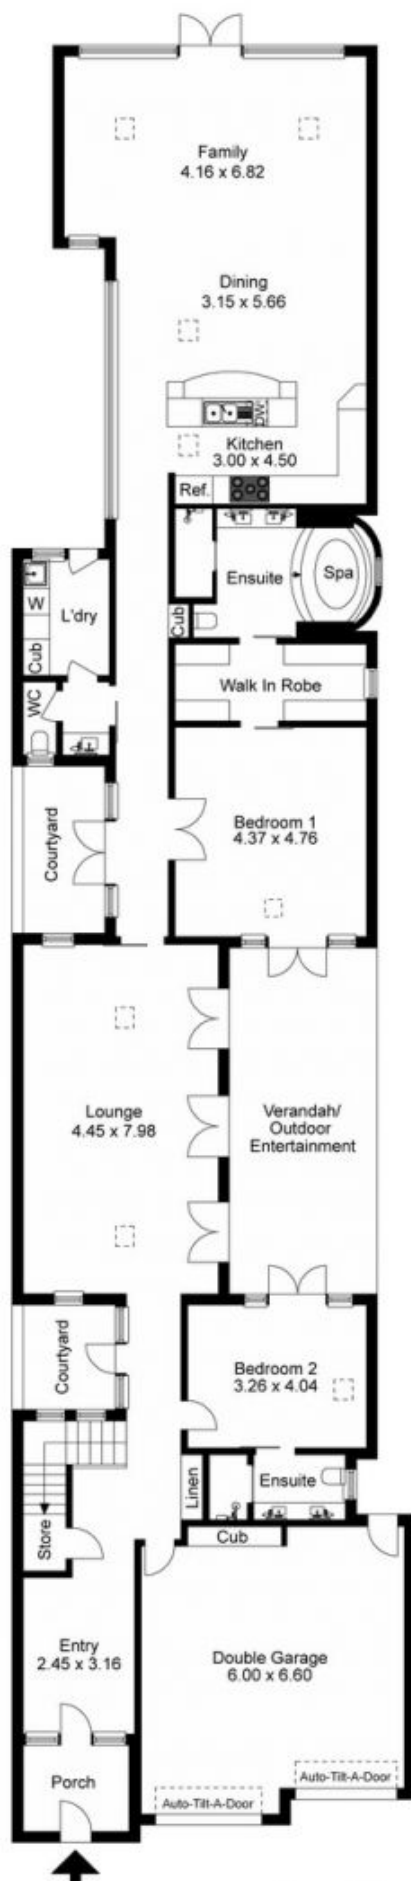 Family
4.16 x 6.82
Dining
3.15 x 5.66
DW
Kitchen
3.00 x 4.50
Ref.
Ensuite
Spa
W
L'dry
Cub
Cub
WC
Walk In Robe
Courtyard
Bedroom 1
4.37 x 4.76
Lounge
4.45 x 7.98
Verandah/
Outdoor
Entertainment
Courtyard
Bedroom 2
3.26 x 4.04
Linen
Ensuite
Store
Cub
Entry
2.45 x 3.16
Double Garage
6.00 x 6.60
Porch
Auto-Tilt-A-Door
Auto-Tilt-A-Door